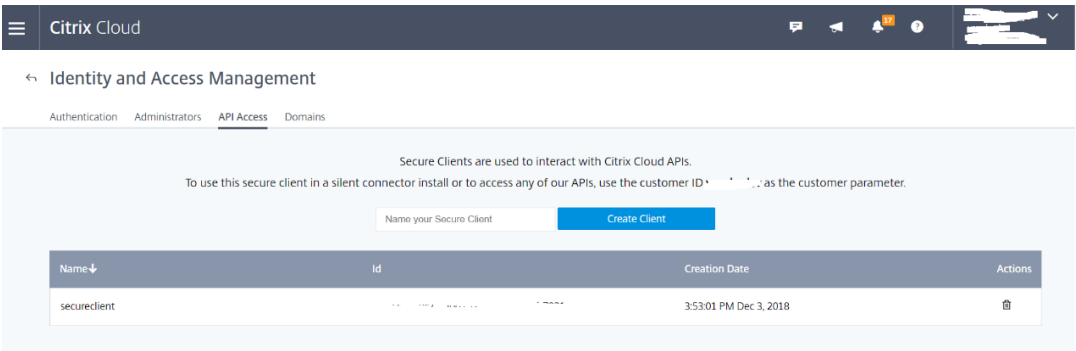 Citrix Cloud
17
?
Identity and Access Management
Authentication Administrators API Access Domains
Secure Clients are used to interact with Citrix Cloud APIs.
To use this secure client in a silent connector install or to access any of our APIs, use the customer ID as the customer parameter.
Name your Secure Client Create Client
Name Id Creation Date Actions
secureclient 3:53:01 PM Dec 3, 2018